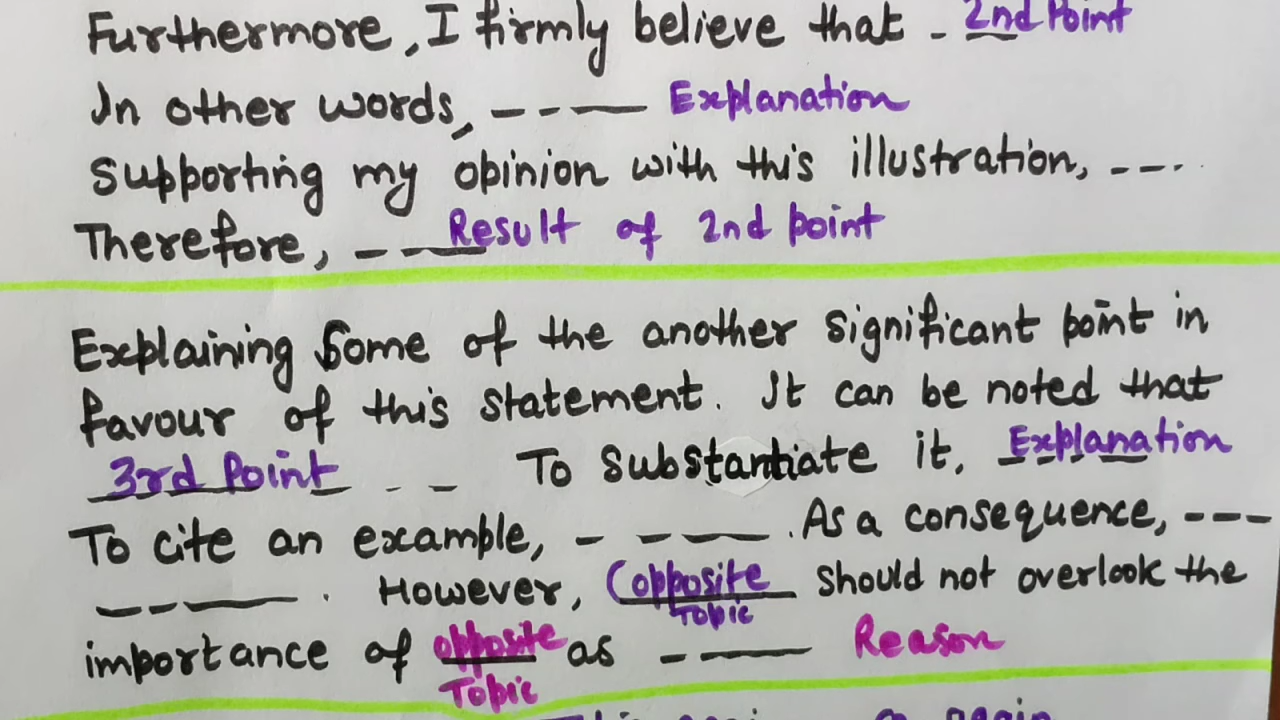 Furthermore, I firmly believe that - 2nd Point
In other words, ----- Explanation
Supporting my opinion with this illustration, ---.
Therefore, --- Result of 2nd point
Explaining Some of the another significant point in
favour of this statement. It can be noted that
3rd Point - - To substantiate it, Explanation
To cite an example, - ----. As a consequence, ---
-----. However, (opposite Topic should not overlook the
importance of opposite Topic as ---- Reason
again